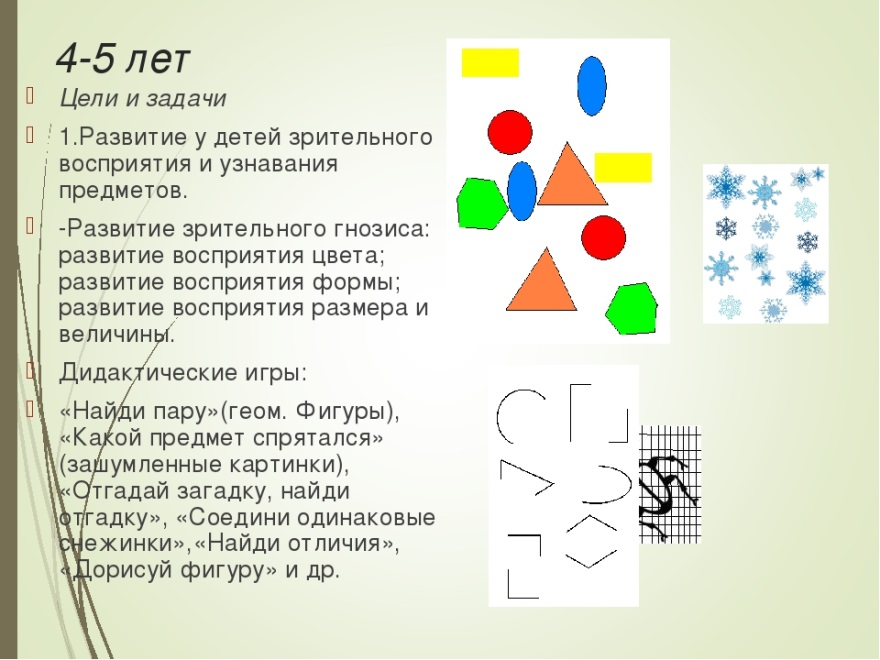 4-5 лет
Цели и задачи
1.Развитие у детей зрительного
восприятия и узнавания
предметов.
-Развитие зрительного гнозиса:
развитие восприятия цвета;
развитие восприятия формы;
развитие восприятия размера и
величины.
Дидактические игры:
«Найди пару»(геом. Фигуры),
«Какой предмет спрятался»
(зашумленные картинки),
«Отгадай загадку, найди
отгадку», «Соедини одинаковые
снежинки»,«Найди отличия»,
«Дорисуй фигуру» и др.